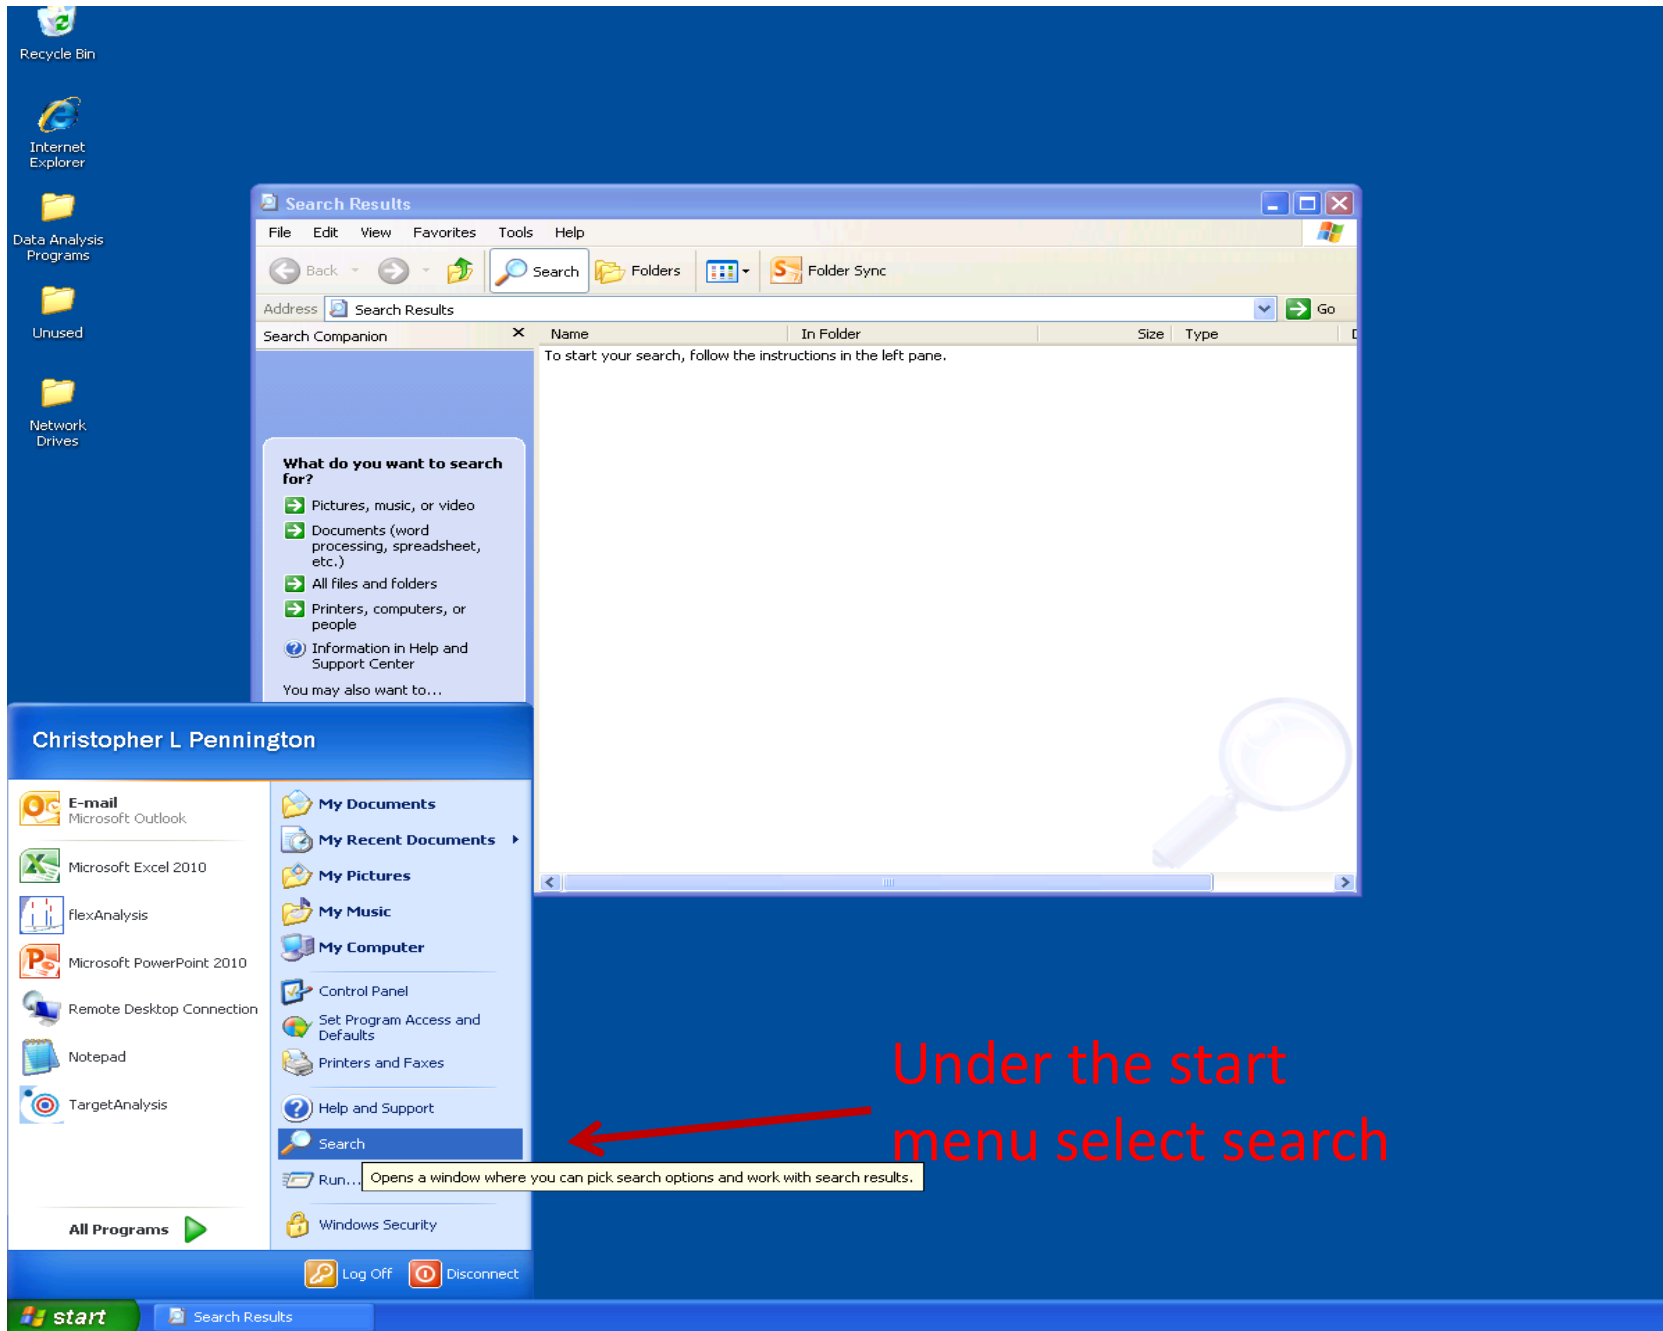 Recycle Bin
Internet
Explorer
Data Analysis
Programs
Unused
Network
Drives
Search Results
File Edit View Favorites Tools Help
Back Search Folders Folder Sync
Address Search Results Go
Search Companion
Name In Folder Size Type
To start your search, follow the instructions in the left pane.
What do you want to search
for?
Pictures, music, or video
Documents (word
processing, spreadsheet,
etc.)
All files and folders
Printers, computers, or
people
Information in Help and
Support Center
You may also want to...
Christopher L Pennington
E-mail
Microsoft Outlook
Microsoft Excel 2010
flexAnalysis
Microsoft PowerPoint 2010
Remote Desktop Connection
Notepad
TargetAnalysis
All Programs
My Documents
My Recent Documents
My Pictures
My Music
My Computer
Control Panel
Set Program Access and
Defaults
Printers and Faxes
Help and Support
Search
Run...
Opens a window where you can pick search options and work with search results.
Windows Security
Log Off Disconnect
Under the start
menu select search
start Search Results